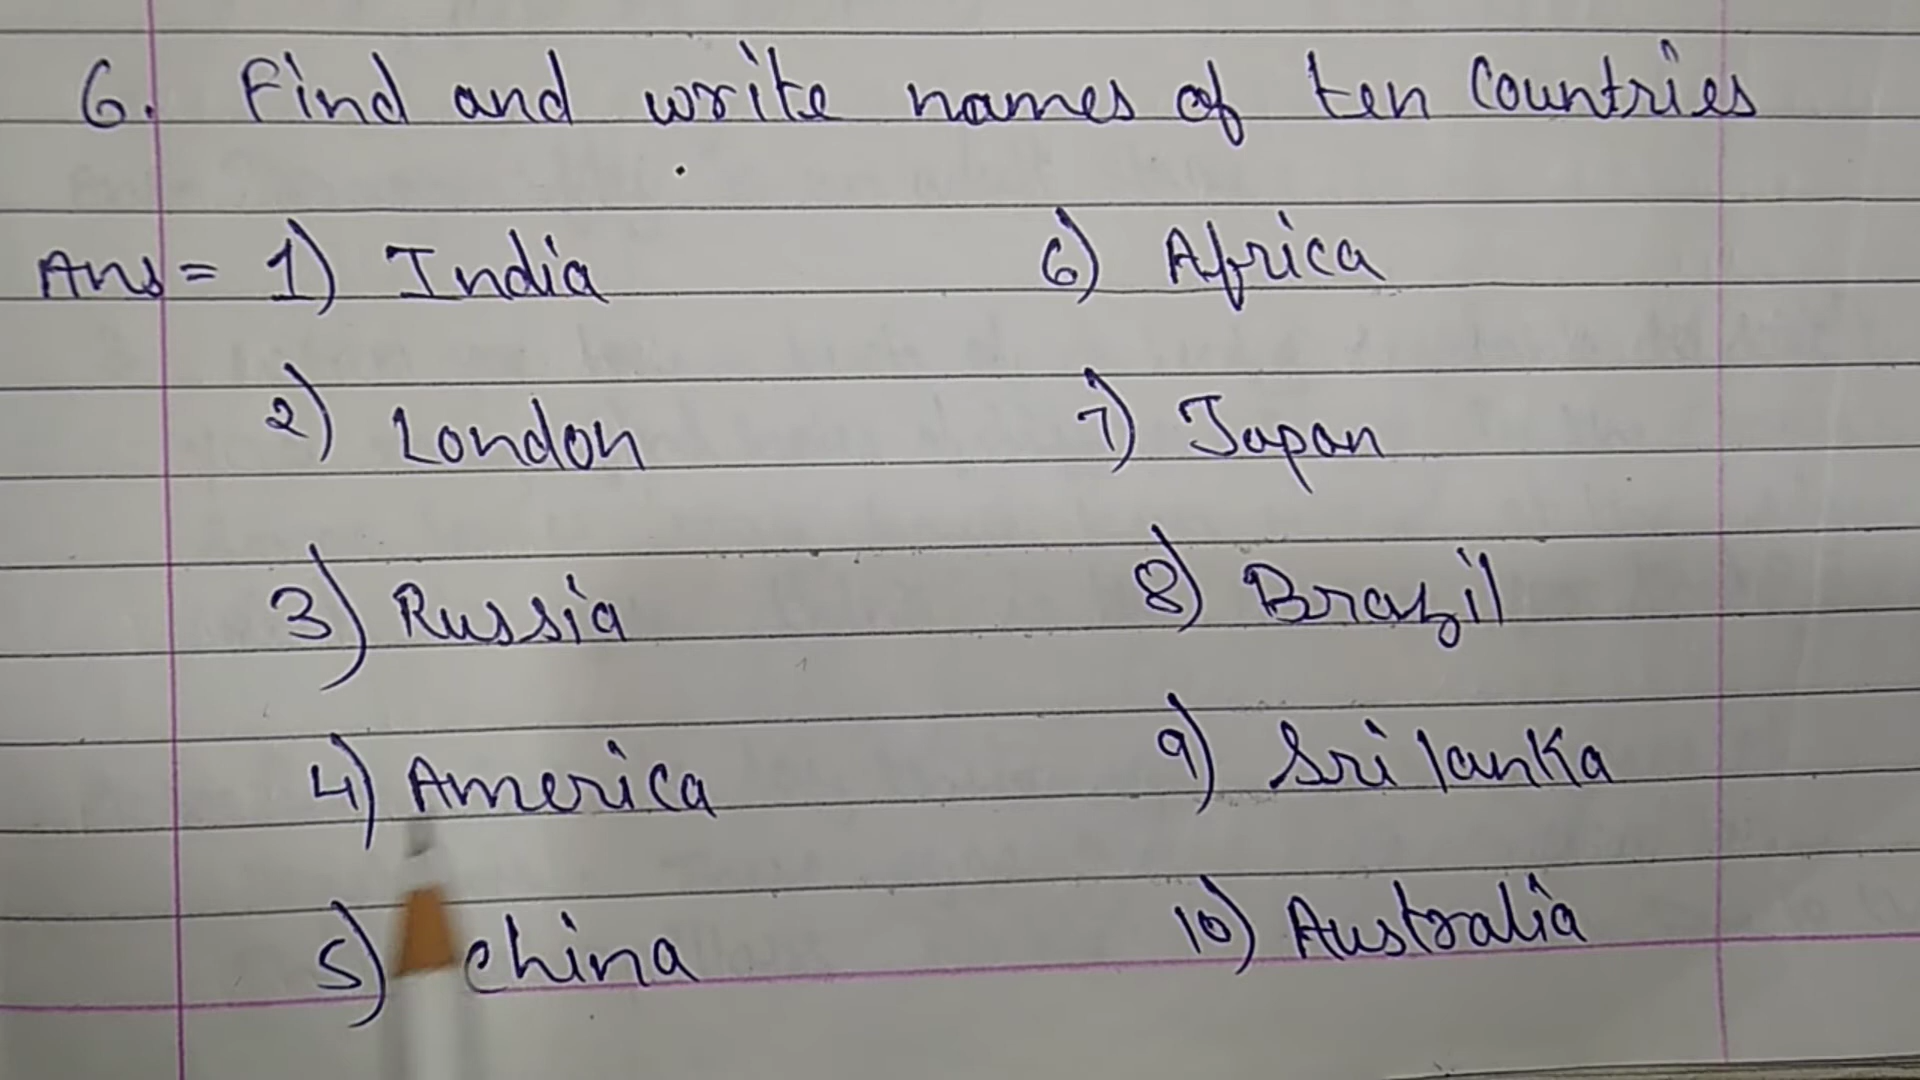 6. Find and write names of ten Countries
Ans = 1) India 6) Africa
2) London 7) Japan
3) Russia 8) Brazil
4) America 9) Sri lanka
5) China 10) Australia